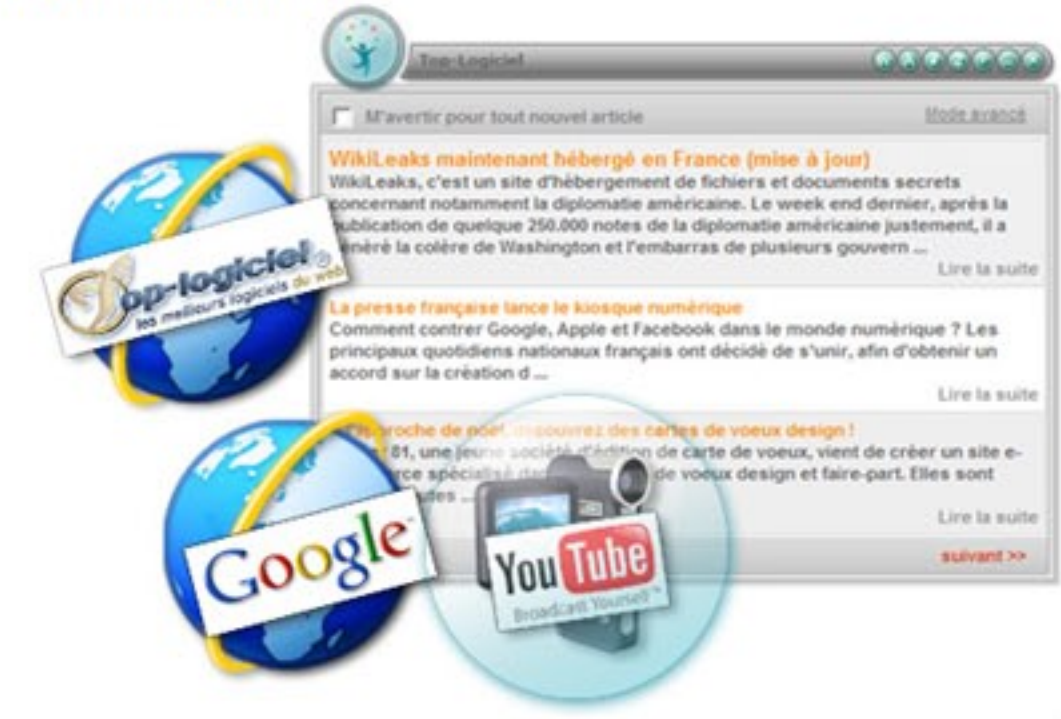 Top-Logiciel
M'avertir pour tout nouvel article
Mode avancé
WikiLeaks maintenant hébergé en France (mise à jour)
WikiLeaks, c'est un site d'hébergement de fichiers et documents secrets
concernant notamment la diplomatie américaine. Le week end dernier, après la
publication de quelque 250.000 notes de la diplomatie américaine justement, il a
énéré la colère de Washington et l'embarras de plusieurs gouvern ...
Lire la suite
Top-logiciel
les meilleurs logiciels du web
La presse française lance le kiosque numérique
Comment contrer Google, Apple et Facebook dans le monde numérique ? Les
principaux quotidiens nationaux français ont décidé de s'unir, afin d'obtenir un
accord sur la création d ...
Lire la suite
proche de noël, découvrez des cartes de voeux design !
81, une jeune société d'édition de carte de voeux, vient de créer un site e-
spécialisé de voeux design et faire-part. Elles sont
...
Lire la suite
suivant >>
Google
YouTube
Broadcast Yourself™